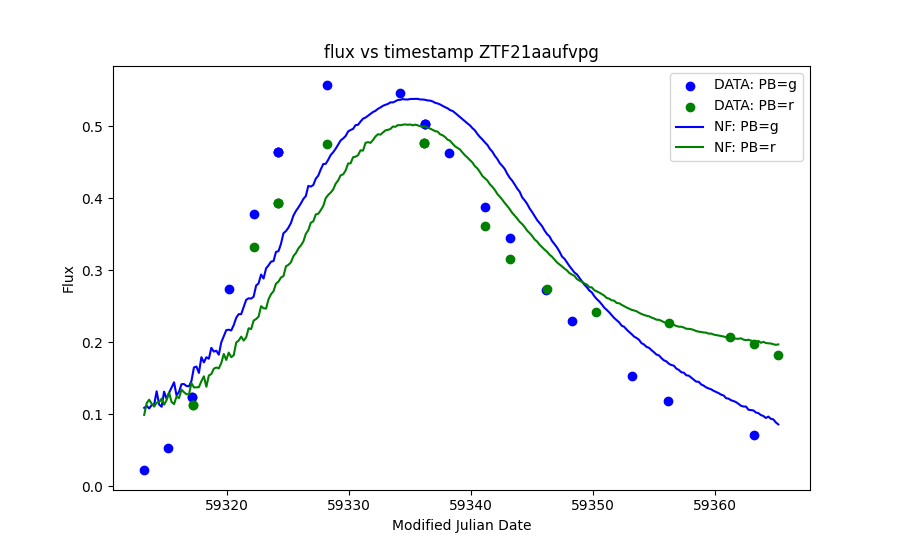 flux vs timestamp ZTF21aaufvpg
DATA: PB=g
DATA: PB=r
NF: PB=g
NF: PB=r
Flux
0.5
0.4
0.3
0.2
0.1
0.0
59320 59330 59340 59350 59360
Modified Julian Date